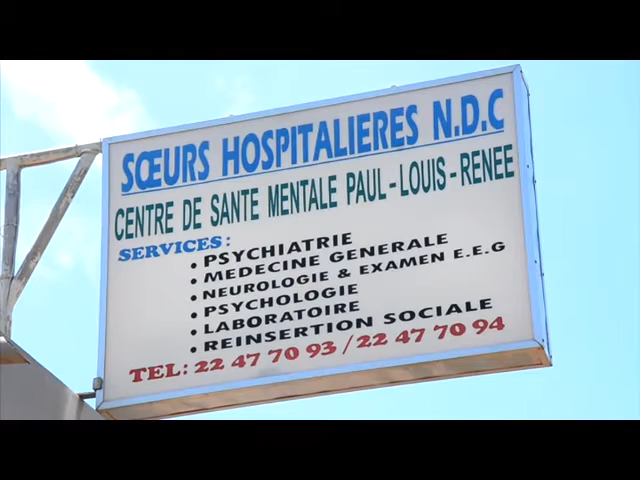 SŒURS HOSPITALIERES N.D.C
CENTRE DE SANTE MENTALE PAUL-LOUIS-RENEE
SERVICES:
• PSYCHIATRIE
• MEDECINE GENERALE
• NEUROLOGIE & EXAMEN E.E.G
• PSYCHOLOGIE
• LABORATOIRE
• REINSERTION SOCIALE
TEL: 22 47 70 93 / 22 47 70 94